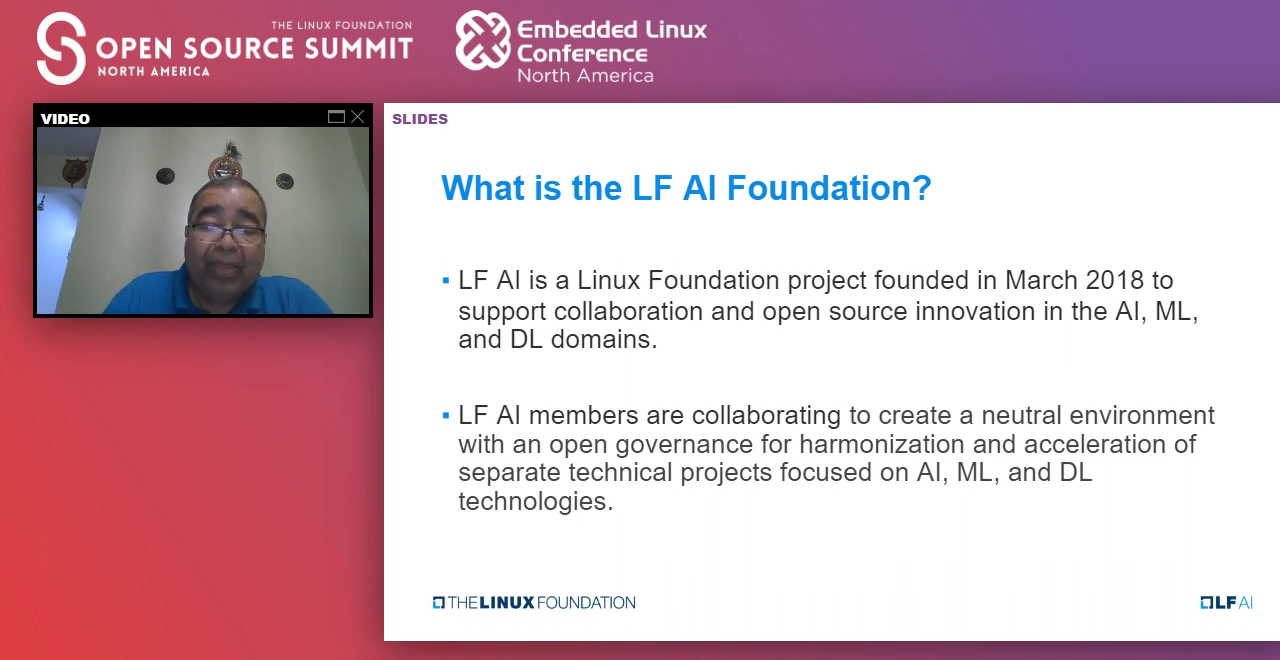 THE LINUX FOUNDATION
OPEN SOURCE SUMMIT
NORTH AMERICA
Embedded Linux
Conference
North America
VIDEO
SLIDES
What is the LF AI Foundation?
▪ LF AI is a Linux Foundation project founded in March 2018 to
support collaboration and open source innovation in the AI, ML,
and DL domains.
▪ LF AI members are collaborating to create a neutral environment
with an open governance for harmonization and acceleration of
separate technical projects focused on AI, ML, and DL
technologies.
THE LINUX FOUNDATION
LF AI